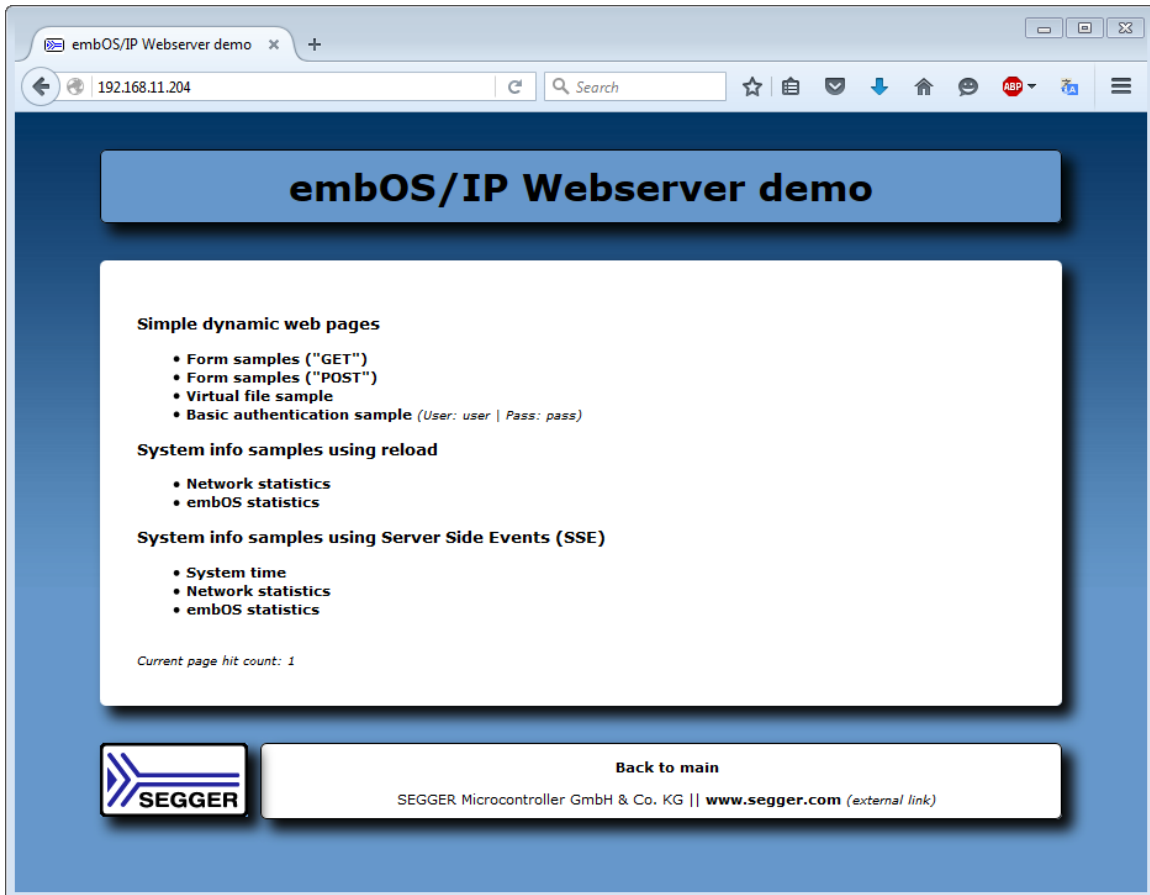 embOS/IP Webserver demo
192.168.11.204
Search
ABP
embOS/IP Webserver demo
Simple dynamic web pages
• Form samples ("GET")
• Form samples ("POST")
• Virtual file sample
• Basic authentication sample (User: user | Pass: pass)
System info samples using reload
• Network statistics
• embOS statistics
System info samples using Server Side Events (SSE)
• System time
• Network statistics
• embOS statistics
Current page hit count: 1
SEGGER
Back to main
SEGGER Microcontroller GmbH & Co. KG || www.segger.com (external link)